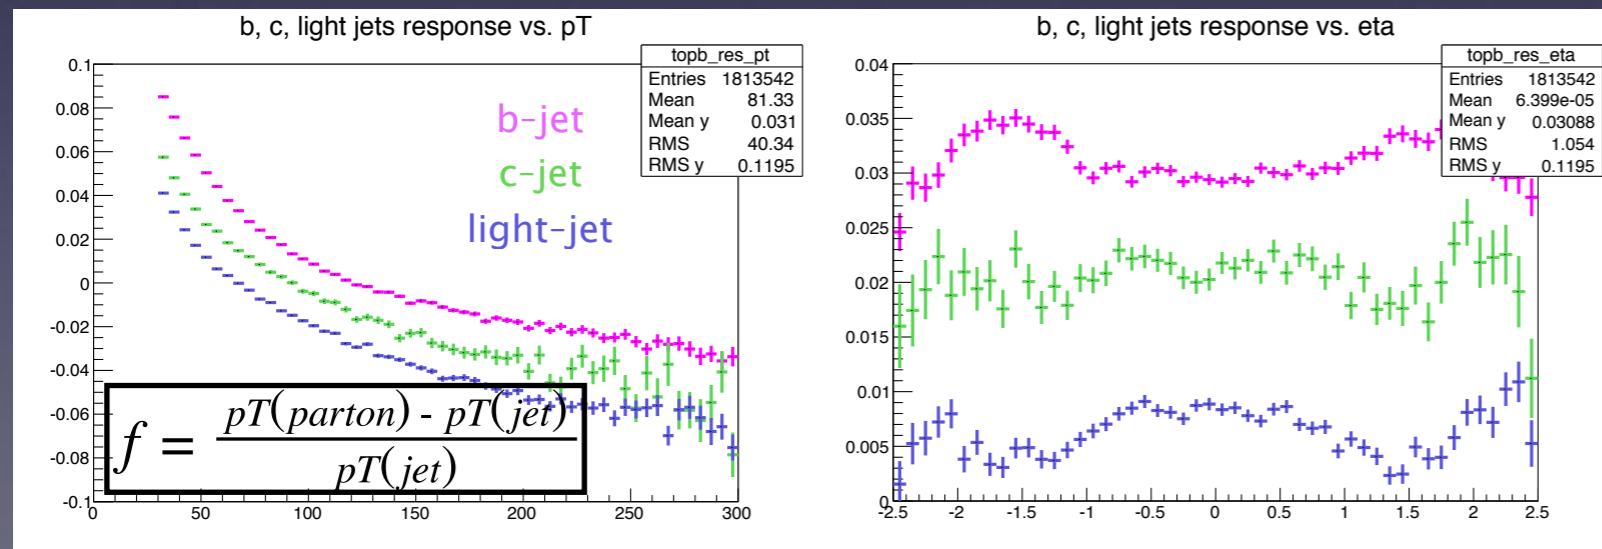 b, c, light jets response vs. pT
topb_res_pt
Entries 1813542
Mean 81.33
Mean y 0.031
RMS 40.34
RMS y 0.1195
b-jet
c-jet
light-jet
f = pT(parton) - pT(jet)
pT(jet)
0.1
0.08
0.06
0.04
0.02
0
-0.02
-0.04
-0.06
-0.08
-0.1
0 50 100 150 200 250 300
b, c, light jets response vs. eta
topb_res_eta
Entries 1813542
Mean 6.399e-05
Mean y 0.03088
RMS 1.054
RMS y 0.1195
0.04
0.035
0.03
0.025
0.02
0.015
0.01
0.005
0
-2.5 -2 -1.5 -1 -0.5 0 0.5 1 1.5 2 2.5